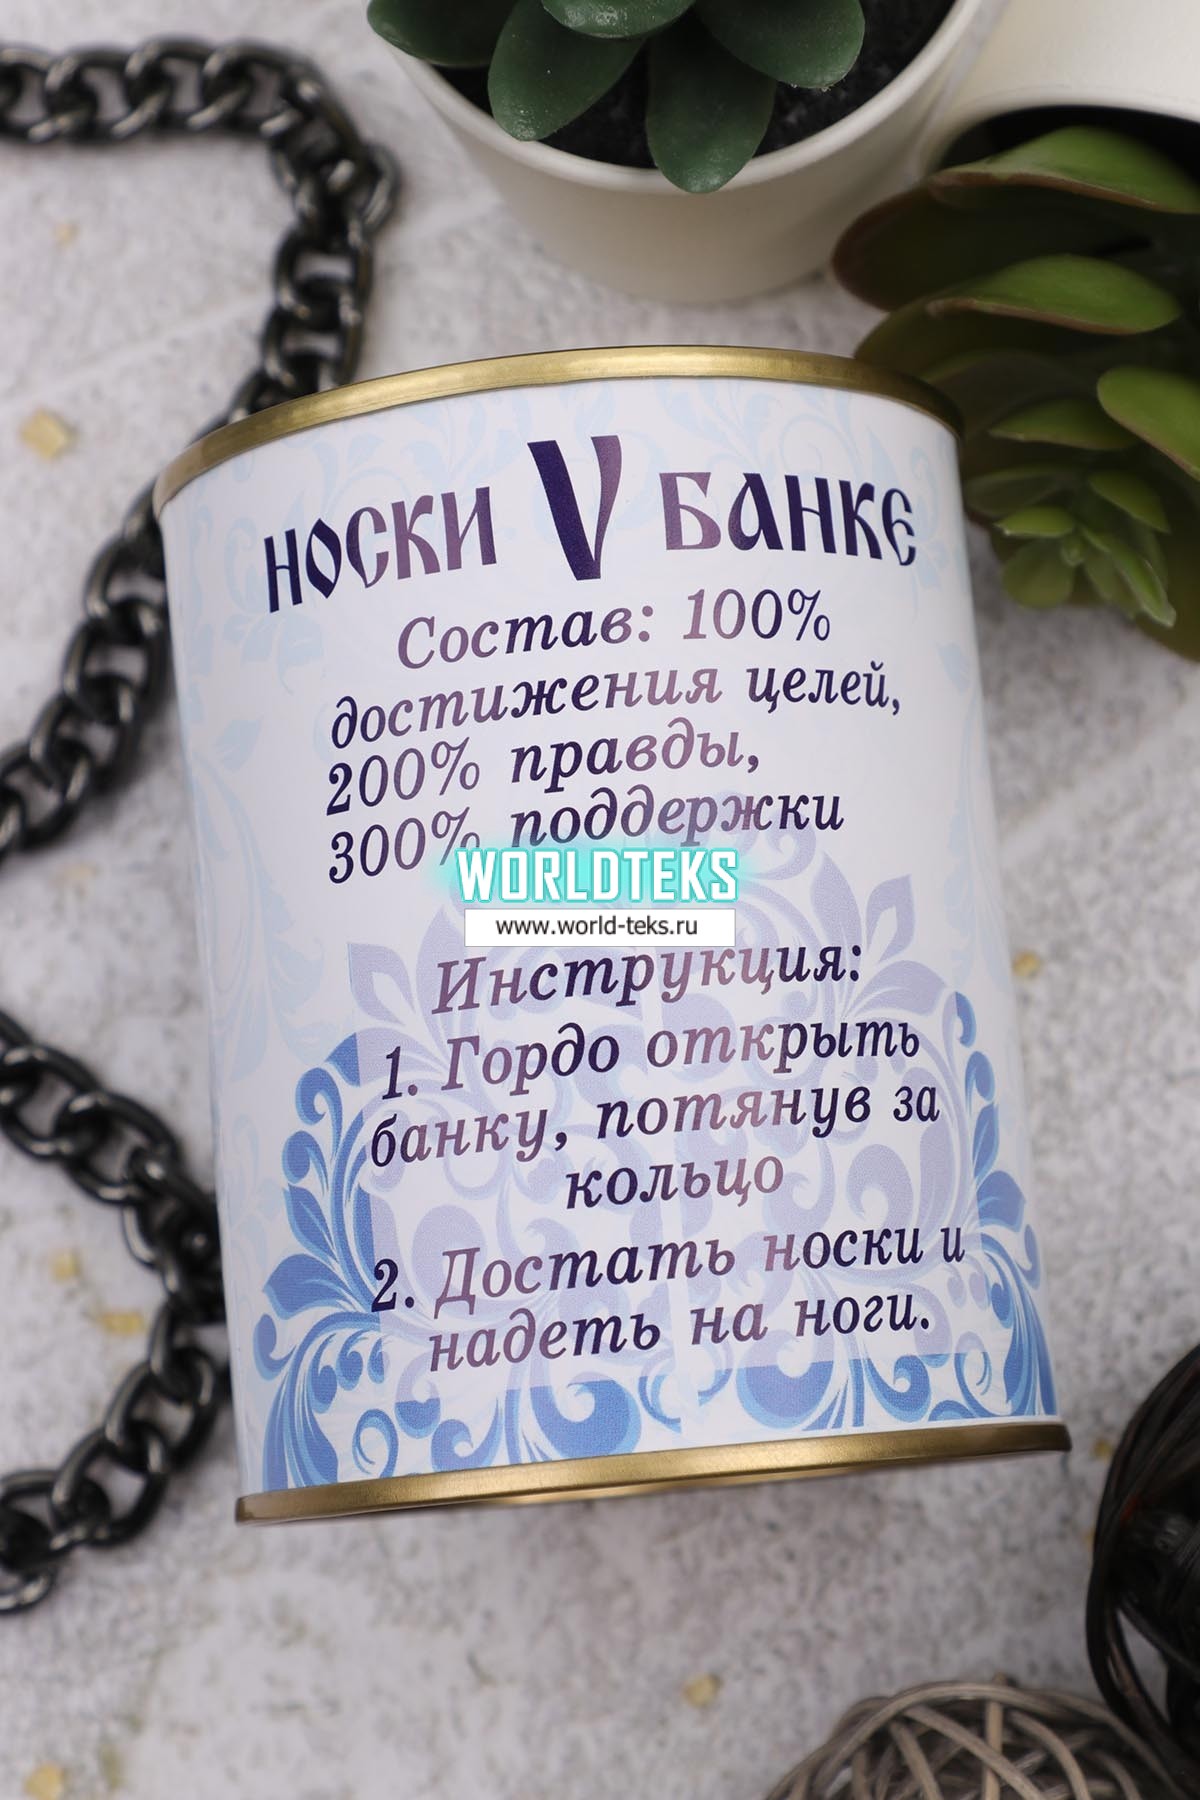 НОСКИ V БАНКЕ
Состав: 100%
достижения целей,
200% правды,
300% поддержки
WORLDTEKS
www.world-teks.ru
Инструкция:
1. Гордо открыть
банку, потянув за
кольцо
2. Достать носки и
надеть на ноги.